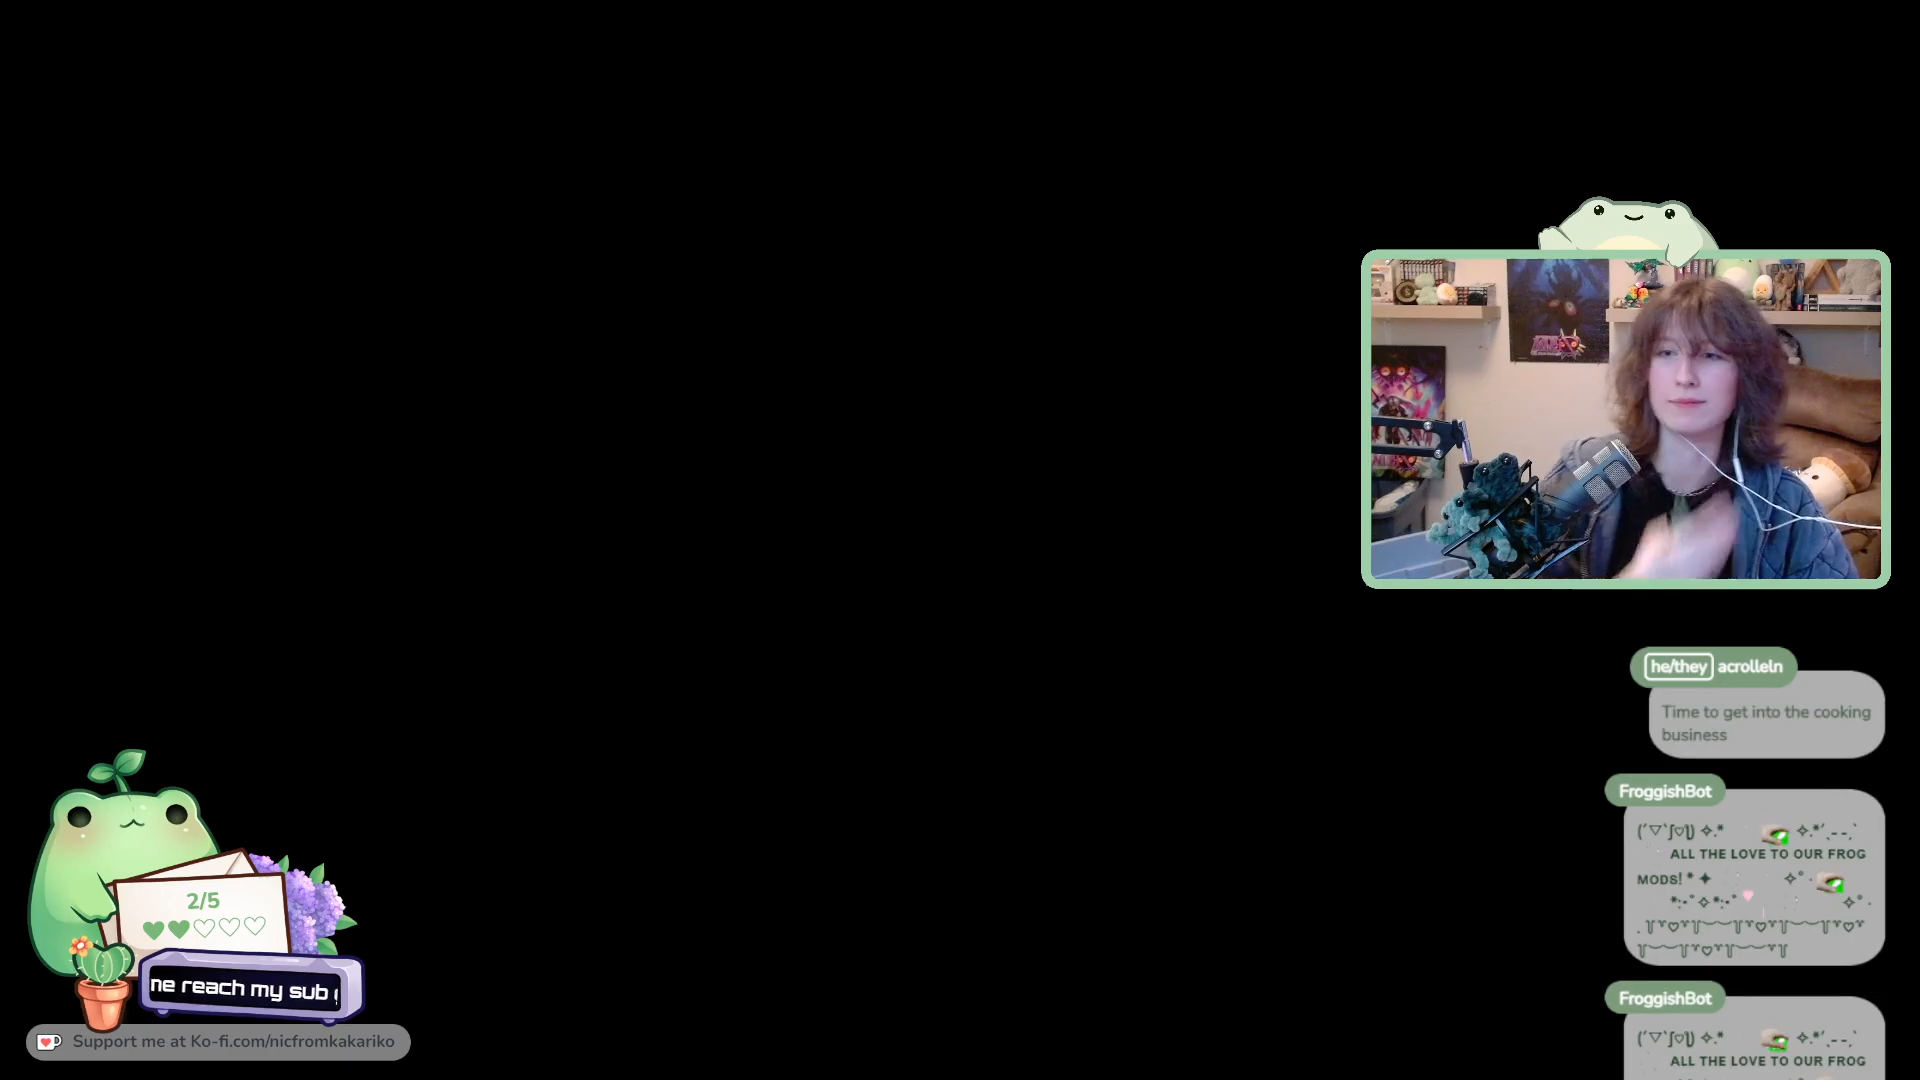 he/they acrolleln
Time to get into the cooking
business
FroggishBot
ALL THE LOVE TO OUR FROG
MODS!
FroggishBot
ALL THE LOVE TO OUR FROG
2/5
ne reach my sub
Support me at Ko-fi.com/nicfromkakariko